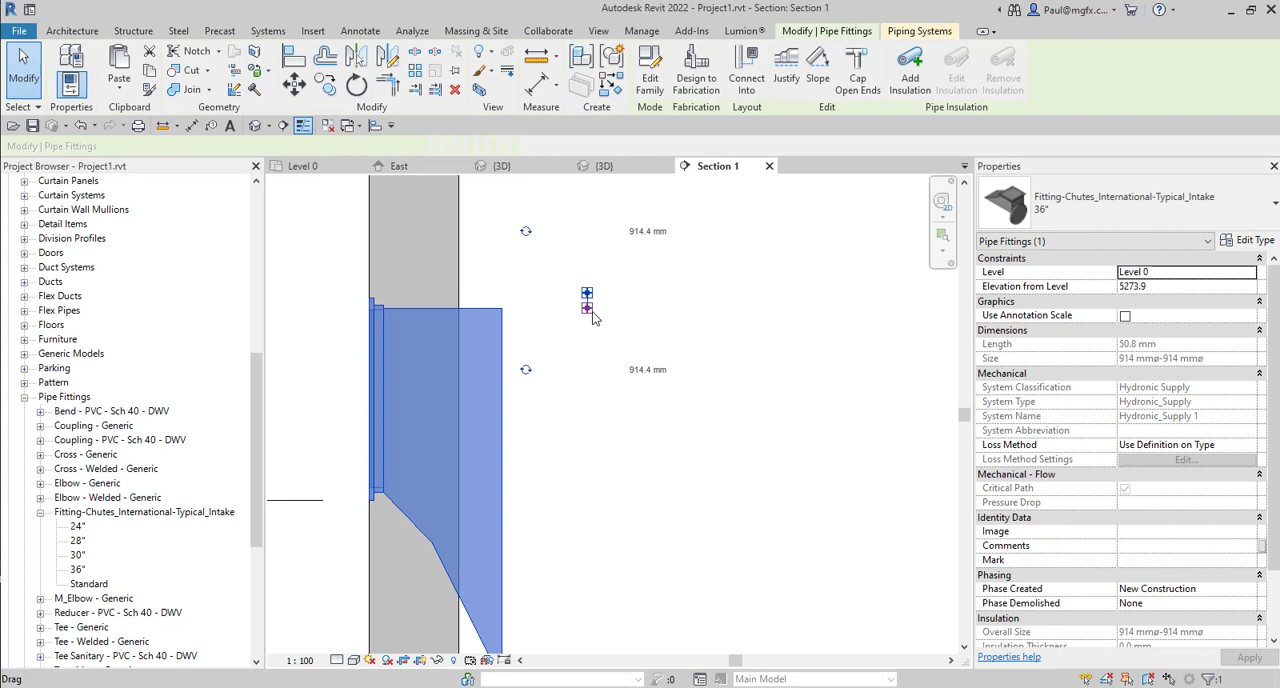 Autodesk Revit 2022 - Project1.rvt - Section: Section 1
Paul@mgfx.c...
File Architecture Structure Steel Precast Systems Insert Annotate Analyze Massing & Site Collaborate View Manage Add-Ins Lumion® Modify | Pipe Fittings Piping Systems
Modify Paste Notch Cut Join Edit Family Design to Fabrication Connect Into Justify Slope Cap Open Ends Add Insulation Edit Insulation Remove Insulation
Select Properties Clipboard Geometry Modify View Measure Create Mode Fabrication Layout Edit Pipe Insulation
Modify | Pipe Fittings
Project Browser - Project1.rvt
Level 0 East {3D} {3D} Section 1
Properties
Curtain Panels
Curtain Systems
Curtain Wall Mullions
Detail Items
Division Profiles
Doors
Duct Systems
Ducts
Flex Ducts
Flex Pipes
Floors
Furniture
Generic Models
Parking
Pattern
Pipe Fittings
Bend - PVC - Sch 40 - DWV
Coupling - Generic
Coupling - PVC - Sch 40 - DWV
Cross - Generic
Cross - Welded - Generic
Elbow - Generic
Elbow - Welded - Generic
Fitting-Chutes_International-Typical_Intake
24"
28"
30"
36"
Standard
M_Elbow - Generic
Reducer - PVC - Sch 40 - DWV
Tee - Generic
Tee - Welded - Generic
Tee Sanitary - PVC - Sch 40 - DWV
914.4 mm
914.4 mm
2D
Fitting-Chutes_International-Typical_Intake
36"
Pipe Fittings (1) Edit Type
Constraints
Level Level 0
Elevation from Level 5273.9
Graphics
Use Annotation Scale
Dimensions
Length 50.8 mm
Size 914 mmø-914 mmø
Mechanical
System Classification Hydronic Supply
System Type Hydronic_Supply
System Name Hydronic_Supply 1
System Abbreviation
Loss Method Use Definition on Type
Loss Method Settings Edit...
Mechanical - Flow
Critical Path
Pressure Drop
Identity Data
Image
Comments
Mark
Phasing
Phase Created New Construction
Phase Demolished None
Insulation
Overall Size 914 mmø-914 mmø
Insulation Thickness
Properties help Apply
1 : 100
Drag :0 Main Model :1